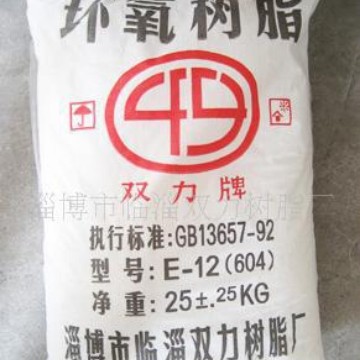 环氧树脂
双力牌
淄博市临淄双力树脂厂
执行标准:GB13657-92
型号:E-12(604)
净重:25±.25KG
淄博市临淄双力树脂厂